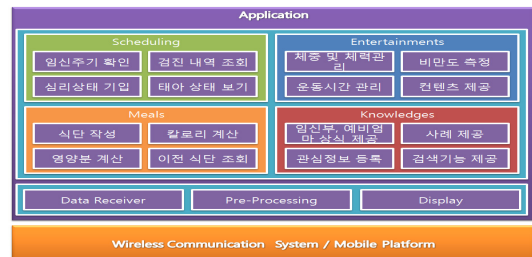 Application
Scheduling
임신주기 확인
검진 내역 조회
심리상태 기입
태아 상태 보기
Entertainments
체중 및 체력관
리
비만도 측정
운동시간 관리
컨텐츠 제공
Meals
식단 작성
칼로리 계산
영양분 계산
이전 식단 조회
Knowledges
임신부, 예비엄
마 상식 제공
사례 제공
관심정보 등록
검색기능 제공
Data Receiver
Pre-Processing
Display
Wireless Communication System / Mobile Platform